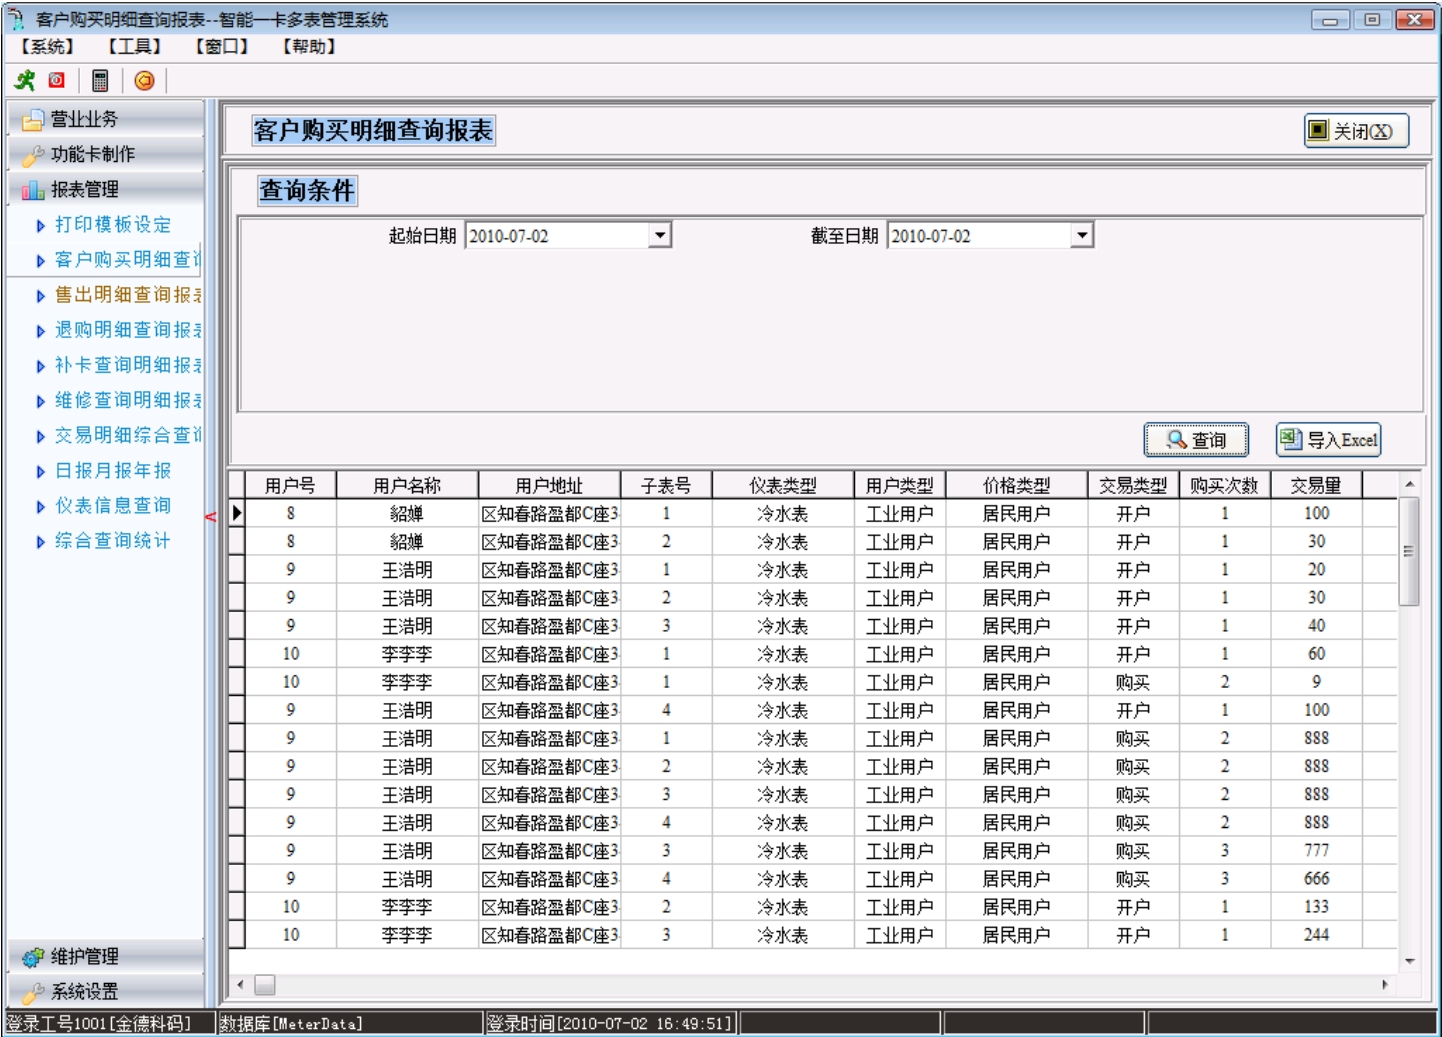 客户购买明细查询报表--智能一卡多表管理系统
【系统】 【工具】 【窗口】 【帮助】
营业业务
功能卡制作
报表管理
打印模板设定
客户购买明细查询
售出明细查询报表
退购明细查询报表
补卡查询明细报表
维修查询明细报表
交易明细综合查询
日报月报年报
仪表信息查询
综合查询统计
维护管理
系统设置
<
客户购买明细查询报表
关闭(X)
查询条件
起始日期 2010-07-02 截至日期 2010-07-02
查询 导入Excel
用户号 用户名称 用户地址 子表号 仪表类型 用户类型 价格类型 交易类型 购买次数 交易量
8 貂婵 区知春路盈都C座3 1 冷水表 工业用户 居民用户 开户 1 100
8 貂婵 区知春路盈都C座3 2 冷水表 工业用户 居民用户 开户 1 30
9 王浩明 区知春路盈都C座3 1 冷水表 工业用户 居民用户 开户 1 20
9 王浩明 区知春路盈都C座3 2 冷水表 工业用户 居民用户 开户 1 30
9 王浩明 区知春路盈都C座3 3 冷水表 工业用户 居民用户 开户 1 40
10 李李李 区知春路盈都C座3 1 冷水表 工业用户 居民用户 开户 1 60
10 李李李 区知春路盈都C座3 1 冷水表 工业用户 居民用户 购买 2 9
9 王浩明 区知春路盈都C座3 4 冷水表 工业用户 居民用户 开户 1 100
9 王浩明 区知春路盈都C座3 1 冷水表 工业用户 居民用户 购买 2 888
9 王浩明 区知春路盈都C座3 2 冷水表 工业用户 居民用户 购买 2 888
9 王浩明 区知春路盈都C座3 3 冷水表 工业用户 居民用户 购买 2 888
9 王浩明 区知春路盈都C座3 4 冷水表 工业用户 居民用户 购买 2 888
9 王浩明 区知春路盈都C座3 3 冷水表 工业用户 居民用户 购买 3 777
9 王浩明 区知春路盈都C座3 4 冷水表 工业用户 居民用户 购买 3 666
10 李李李 区知春路盈都C座3 2 冷水表 工业用户 居民用户 开户 1 133
10 李李李 区知春路盈都C座3 3 冷水表 工业用户 居民用户 开户 1 244
登录工号1001[金德科码] 数据库[MeterData] 登录时间[2010-07-02 16:49:51]